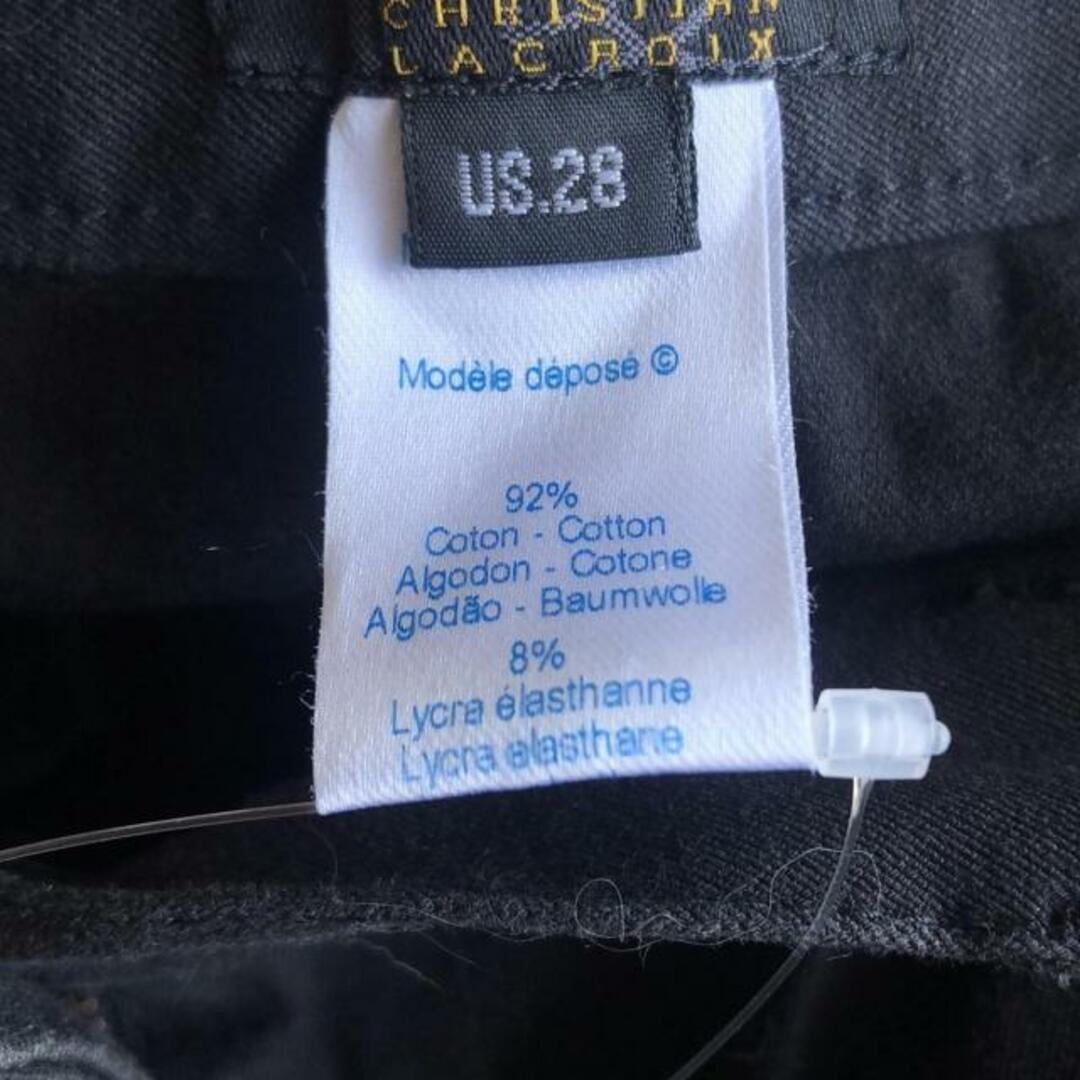 CHRISTIAN
LACROIX
US.28
Modèle déposé ©
92%
Coton - Cotton
Algodon - Cotone
Algodão - Baumwolle
8%
Lycra élasthanne
Lycra elasthane